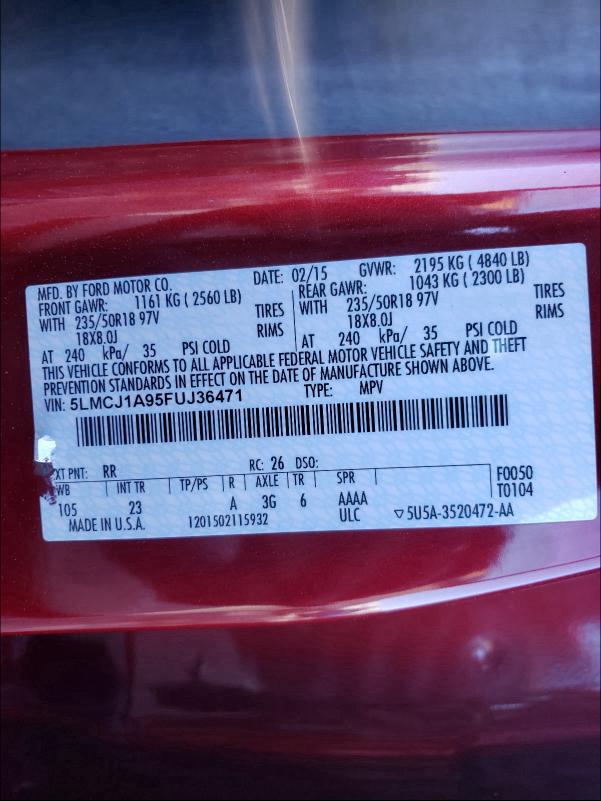 MFD. BY FORD MOTOR CO. DATE: 02/15 GVWR: 2195 KG ( 4840 LB)
FRONT GAWR: 1161 KG (2560 LB) REAR GAWR: 1043 KG (2300 LB)
WITH 235/50R18 97V TIRES 235/50R18 97V TIRES
18X8.0J RIMS WITH 18X8.0J RIMS
AT 240 kPa/ 35 PSI COLD AT 240 kPa/ 35 PSI COLD
THIS VEHICLE CONFORMS TO ALL APPLICABLE FEDERAL MOTOR VEHICLE SAFETY AND THEFT
PREVENTION STANDARDS IN EFFECT ON THE DATE OF MANUFACTURE SHOWN ABOVE.
VIN: 5LMCJ1A95FUJ36471 TYPE: MPV
XT PNT: RR RC: 26 DSO:
WB INT TR TP/PS R AXLE TR SPR F0050
105 23 A 3G 6 AAAA T0104
MADE IN U.S.A. 1201502115932 ULC ▽5U5A-3520472-AA